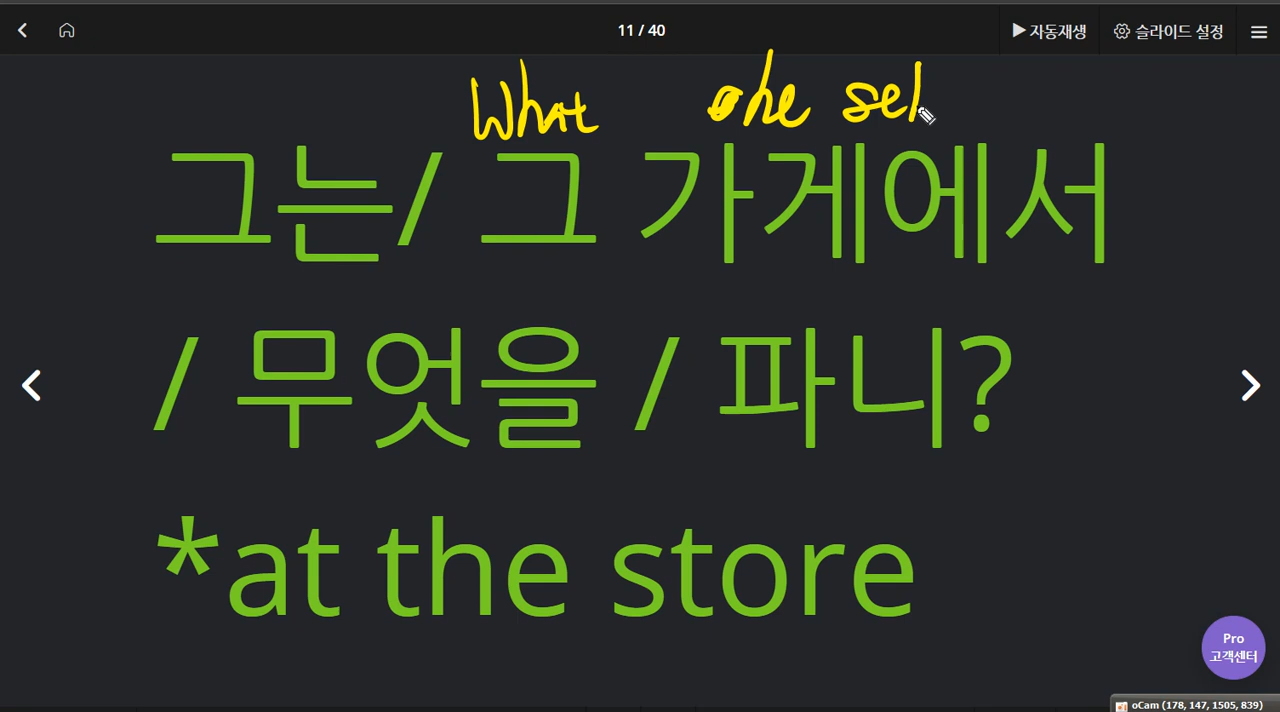 11 / 40
▶ 자동재생
슬라이드 설정
What he sel
그는/ 그 가게에서
/ 무엇을 / 파니?
*at the store
Pro
고객센터
oCam (178, 147, 1505, 839)